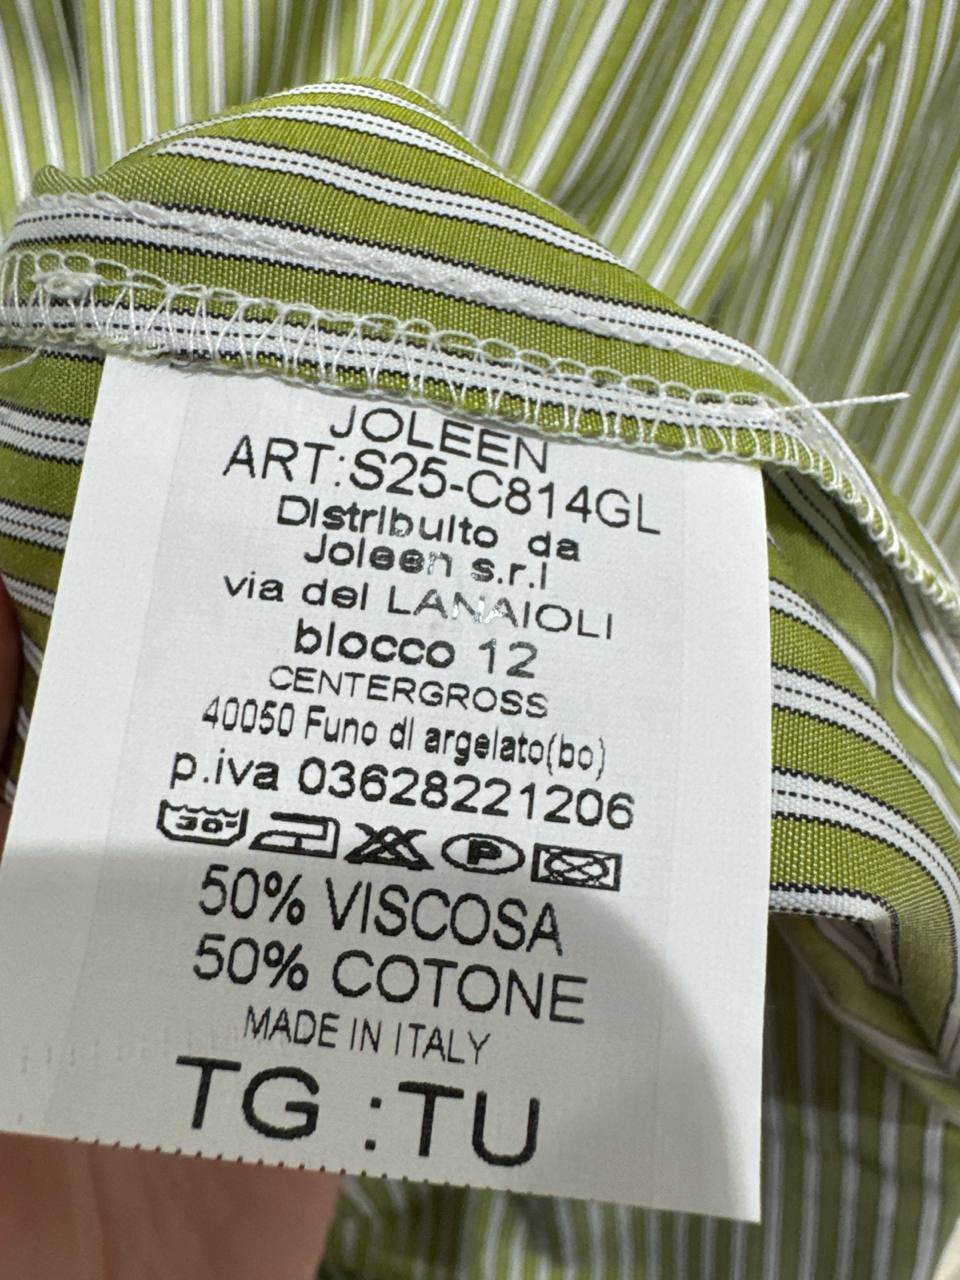 JOLEEN
ART:S25-C814GL
Distribuito da
Joleen s.r.l
via del LANAIOLI
blocco 12
CENTERGROSS
40050 Funo di argelato(bo)
p.iva 03628221206
30° P
50% VISCOSA
50% COTONE
MADE IN ITALY
TG :TU